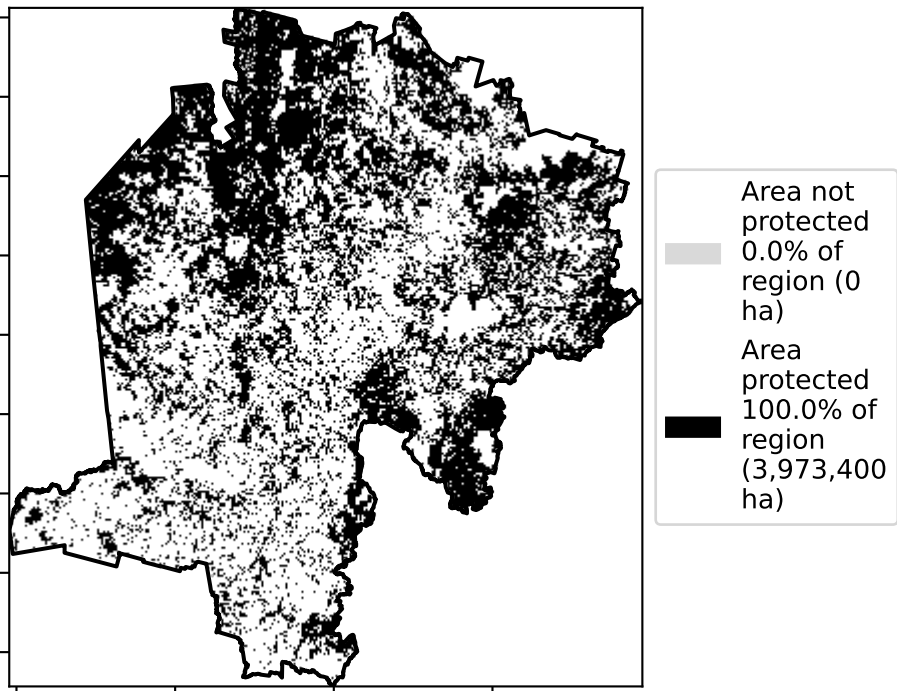 Area not
protected
0.0% of
region (0
ha)
Area
protected
100.0% of
region
(3,973,400
ha)